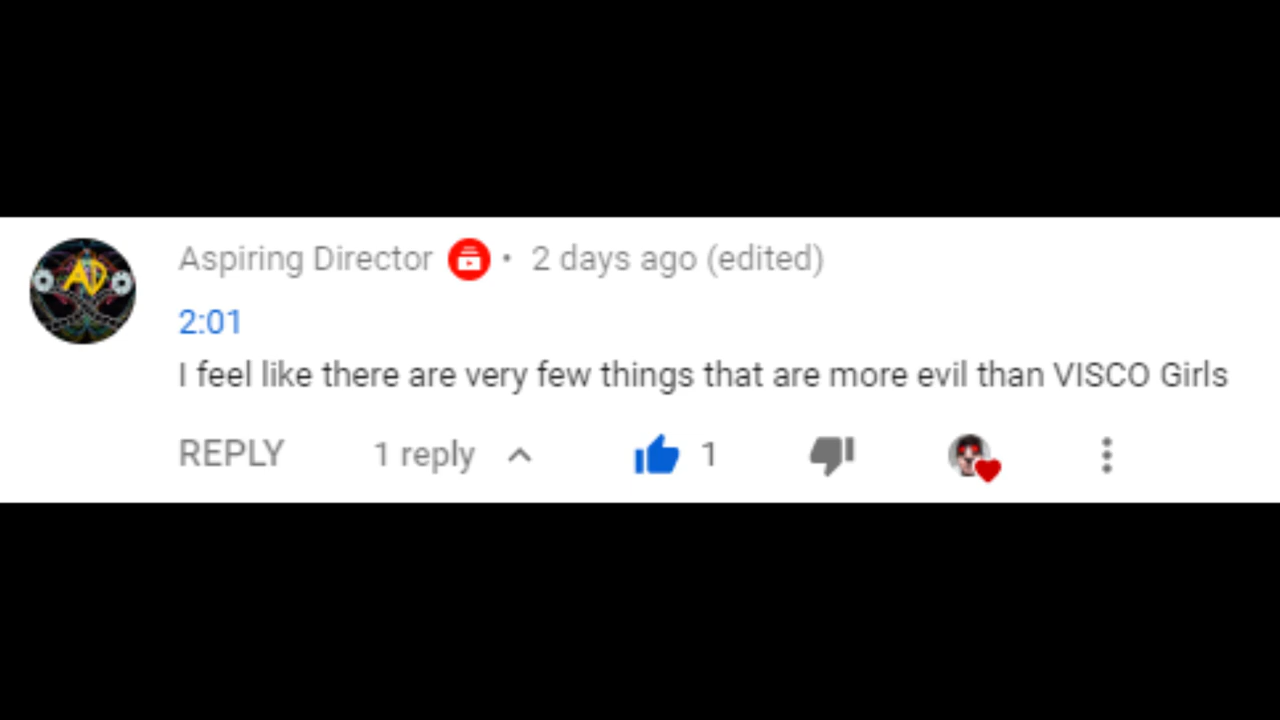 AD
Aspiring Director • 2 days ago (edited)
2:01
I feel like there are very few things that are more evil than VISCO Girls
REPLY 1 reply 1